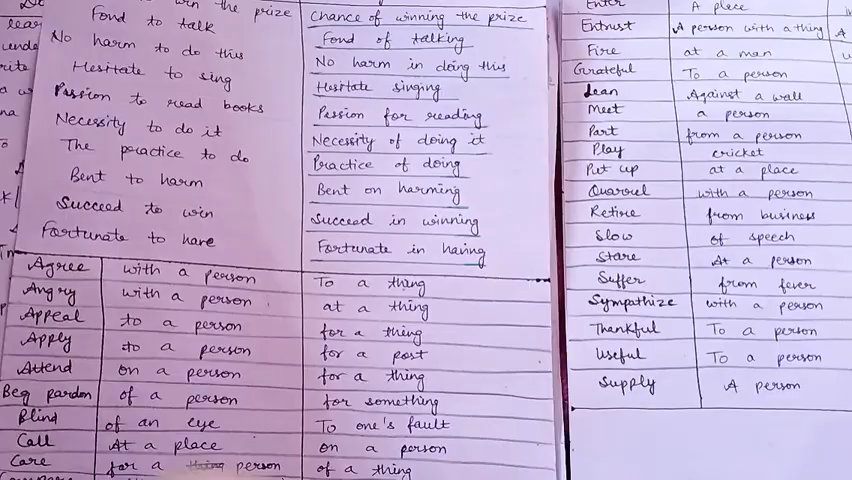 win the prize Chance of winning the prize
Fond to talk Fond of talking
No harm to do this No harm in doing this
Hesitate to sing Hesitate singing
Passion to read books Passion for reading
Necessity to do it Necessity of doing it
The practice to do Practice of doing
Bent to harm Bent on harming
Succeed to win Succeed in winning
Fortunate to have Fortunate in having
Agree with a person To a thing
Angry with a person at a thing
Appeal to a person for a thing
Apply to a person for a post
Attend on a person for a thing
Beg pardon of a person for something
Blind of an eye To one's fault
Call At a place on a person
Care for a person of a thing
Enter A place
Entrust A person with a thing A
Fire at a man
Grateful To a person
Lean Against a wall
Meet a person
Part from a person
Play cricket
Put up at a place
Quarrel with a person
Retire from business
Slow of speech
Stare At a person
Suffer from fever
Sympathize with a person
Thankful To a person
Useful To a person
Supply A person